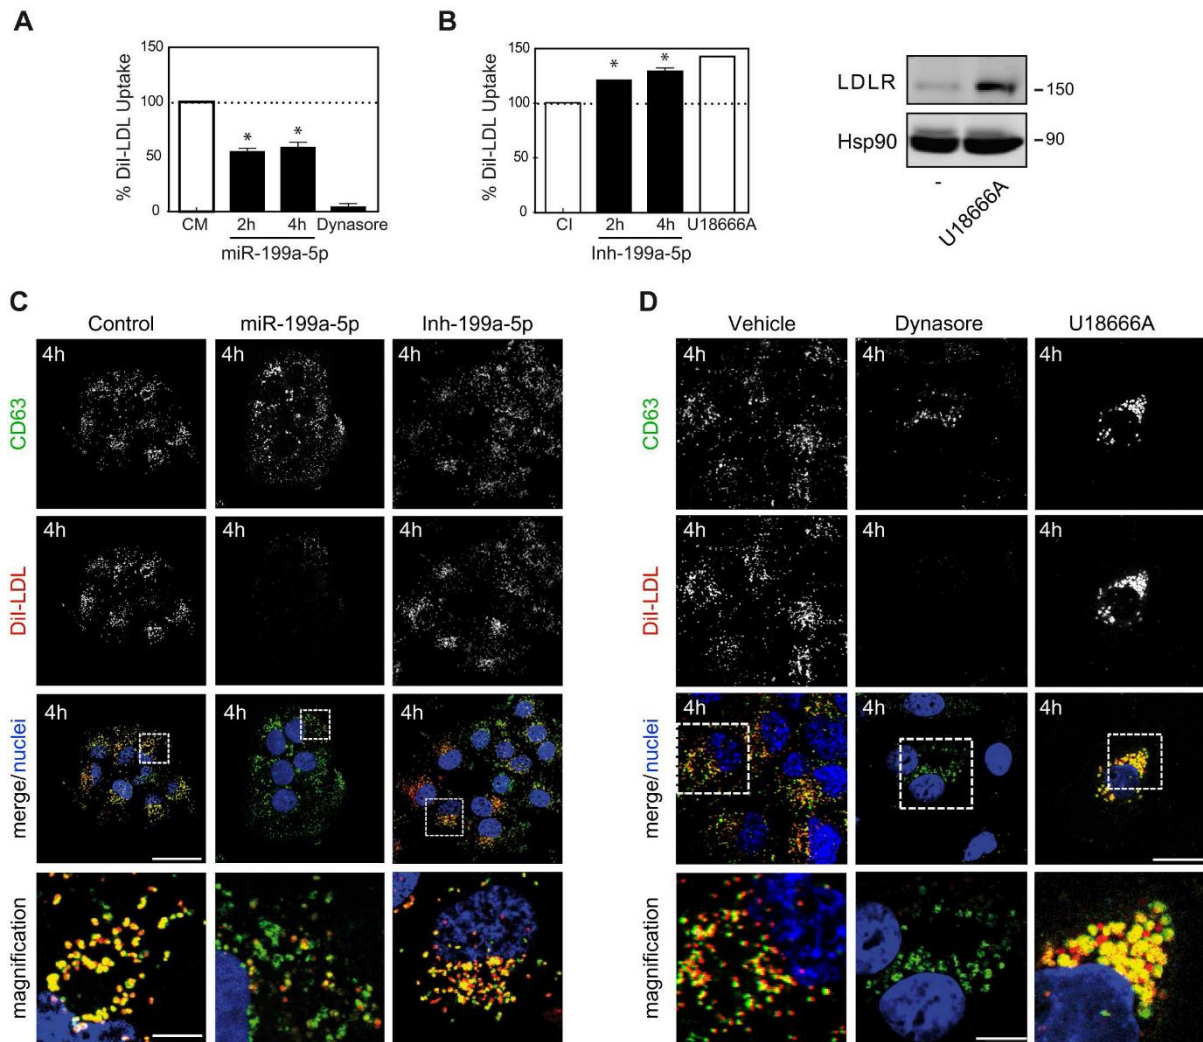 A
150
100
50
0
% DiI-LDL Uptake
*
*
CM
2h
4h
Dynasore
miR-199a-5p
B
150
100
50
0
% DiI-LDL Uptake
*
*
CI
2h
4h
U18666A
Inh-199a-5p
LDLR
-150
Hsp90
-90
-
U18666A
C
Control
miR-199a-5p
Inh-199a-5p
CD63
4h
4h
4h
DiI-LDL
4h
4h
4h
merge/nuclei
4h
4h
4h
magnification
D
Vehicle
Dynasore
U18666A
CD63
4h
4h
4h
DiI-LDL
4h
4h
4h
merge/nuclei
4h
4h
4h
magnification